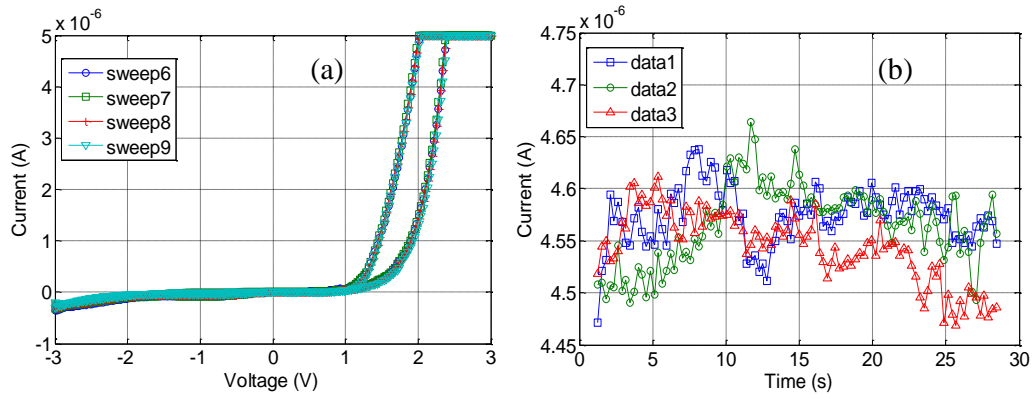 x 10^-6
5
4
3
2
1
0
-1
-3
-2
-1
0
1
2
3
Current (A)
Voltage (V)
(a)
sweep6
sweep7
sweep8
sweep9
x 10^-6
4.75
4.7
4.65
4.6
4.55
4.5
4.45
0
5
10
15
20
25
30
Current (A)
Time (s)
(b)
data1
data2
data3